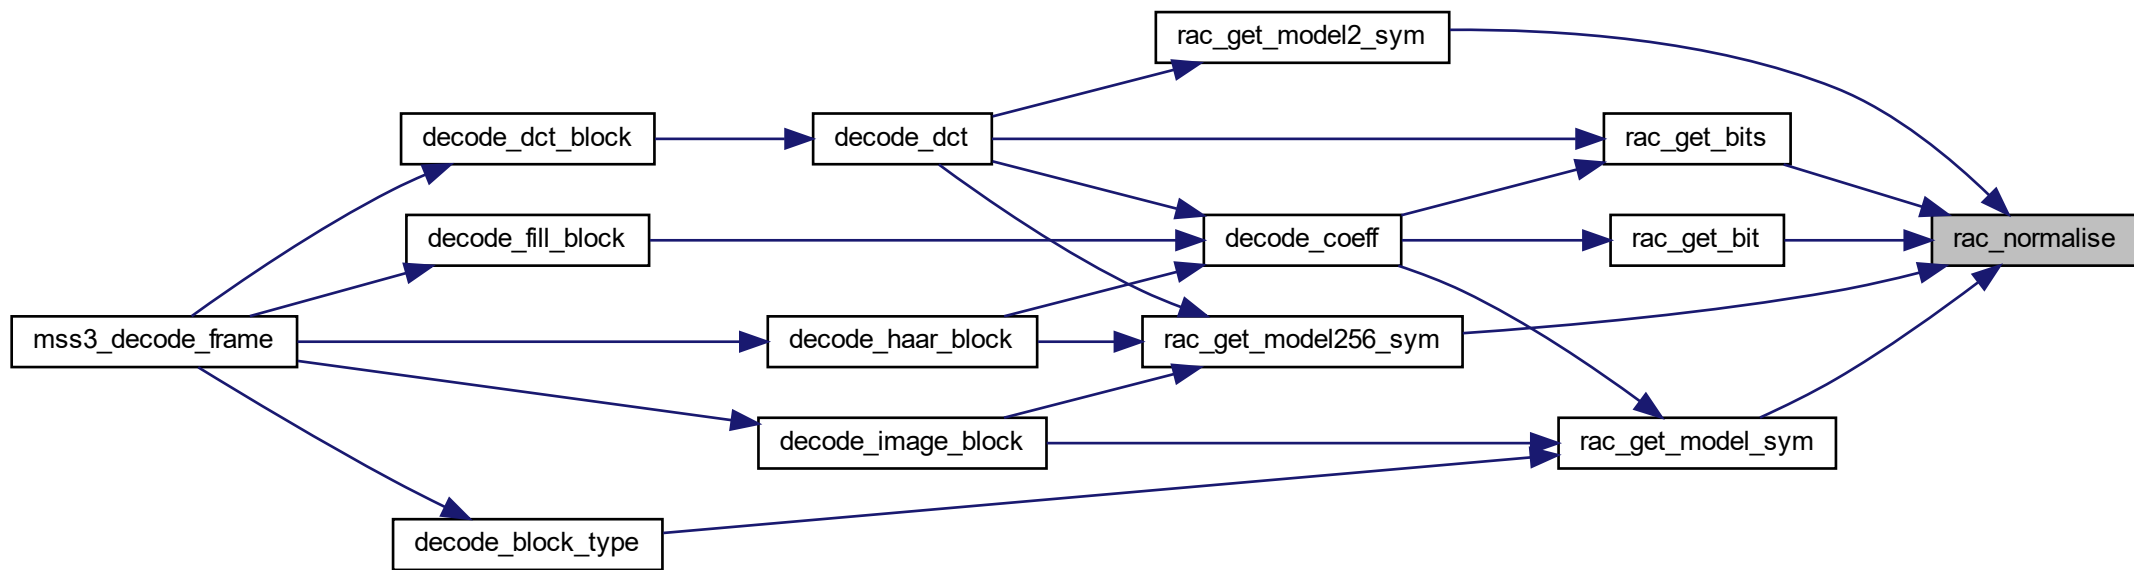 rac_get_model2_sym
decode_dct_block
decode_dct
rac_get_bits
decode_fill_block
decode_coeff
rac_get_bit
rac_normalise
mss3_decode_frame
decode_haar_block
rac_get_model256_sym
decode_image_block
rac_get_model_sym
decode_block_type